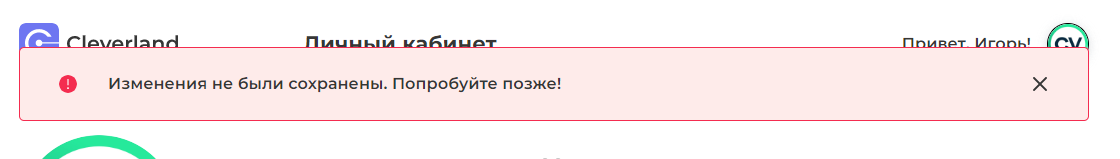 Cleverland
Личный кабинет
Привет, Игорь!
CV
Изменения не были сохранены. Попробуйте позже!